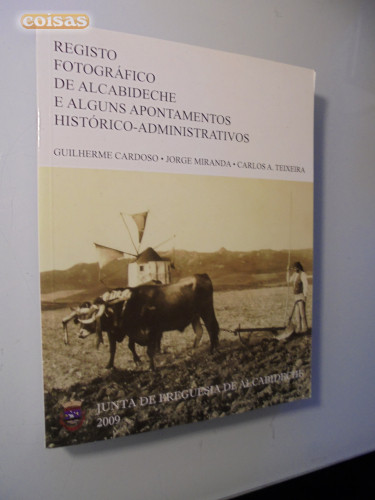 coisas
REGISTO
FOTOGRÁFICO
DE ALCABIDECHE
E ALGUNS APONTAMENTOS
HISTÓRICO-ADMINISTRATIVOS
GUILHERME CARDOSO • JORGE MIRANDA • CARLOS A. TEIXEIRA
JUNTA DE FREGUESIA DE ALCABIDECHE
2009